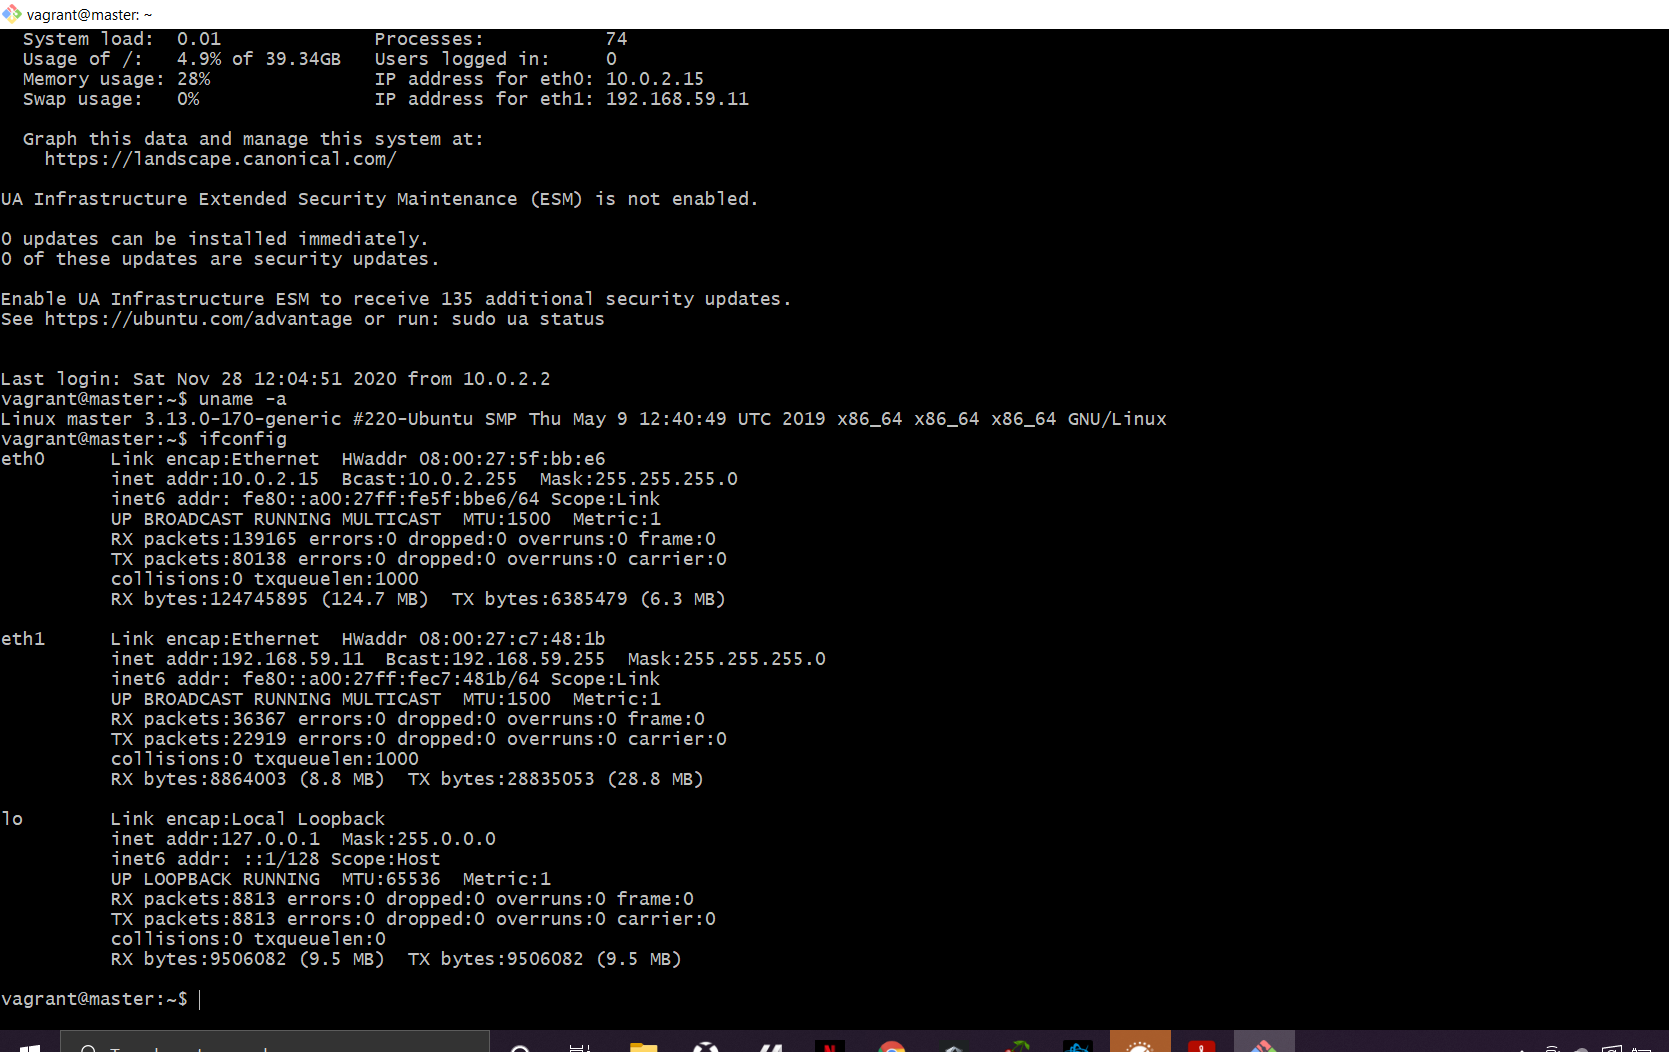 vagrant@master: ~
System load:  0.01              Processes:           74
Usage of /:   4.9% of 39.34GB   Users logged in:     0
Memory usage: 28%               IP address for eth0: 10.0.2.15
Swap usage:   0%                IP address for eth1: 192.168.59.11
Graph this data and manage this system at:
https://landscape.canonical.com/
UA Infrastructure Extended Security Maintenance (ESM) is not enabled.
0 updates can be installed immediately.
0 of these updates are security updates.
Enable UA Infrastructure ESM to receive 135 additional security updates.
See https://ubuntu.com/advantage or run: sudo ua status
Last login: Sat Nov 28 12:04:51 2020 from 10.0.2.2
vagrant@master:~$ uname -a
Linux master 3.13.0-170-generic #220-Ubuntu SMP Thu May 9 12:40:49 UTC 2019 x86_64 x86_64 x86_64 GNU/Linux
vagrant@master:~$ ifconfig
eth0      Link encap:Ethernet  HWaddr 08:00:27:5f:bb:e6
inet addr:10.0.2.15  Bcast:10.0.2.255  Mask:255.255.255.0
inet6 addr: fe80::a00:27ff:fe5f:bbe6/64 Scope:Link
UP BROADCAST RUNNING MULTICAST  MTU:1500  Metric:1
RX packets:139165 errors:0 dropped:0 overruns:0 frame:0
TX packets:80138 errors:0 dropped:0 overruns:0 carrier:0
collisions:0 txqueuelen:1000
RX bytes:124745895 (124.7 MB)  TX bytes:6385479 (6.3 MB)
eth1      Link encap:Ethernet  HWaddr 08:00:27:c7:48:1b
inet addr:192.168.59.11  Bcast:192.168.59.255  Mask:255.255.255.0
inet6 addr: fe80::a00:27ff:fec7:481b/64 Scope:Link
UP BROADCAST RUNNING MULTICAST  MTU:1500  Metric:1
RX packets:36367 errors:0 dropped:0 overruns:0 frame:0
TX packets:22919 errors:0 dropped:0 overruns:0 carrier:0
collisions:0 txqueuelen:1000
RX bytes:8864003 (8.8 MB)  TX bytes:28835053 (28.8 MB)
lo        Link encap:Local Loopback
inet addr:127.0.0.1  Mask:255.0.0.0
inet6 addr: ::1/128 Scope:Host
UP LOOPBACK RUNNING  MTU:65536  Metric:1
RX packets:8813 errors:0 dropped:0 overruns:0 frame:0
TX packets:8813 errors:0 dropped:0 overruns:0 carrier:0
collisions:0 txqueuelen:0
RX bytes:9506082 (9.5 MB)  TX bytes:9506082 (9.5 MB)
vagrant@master:~$